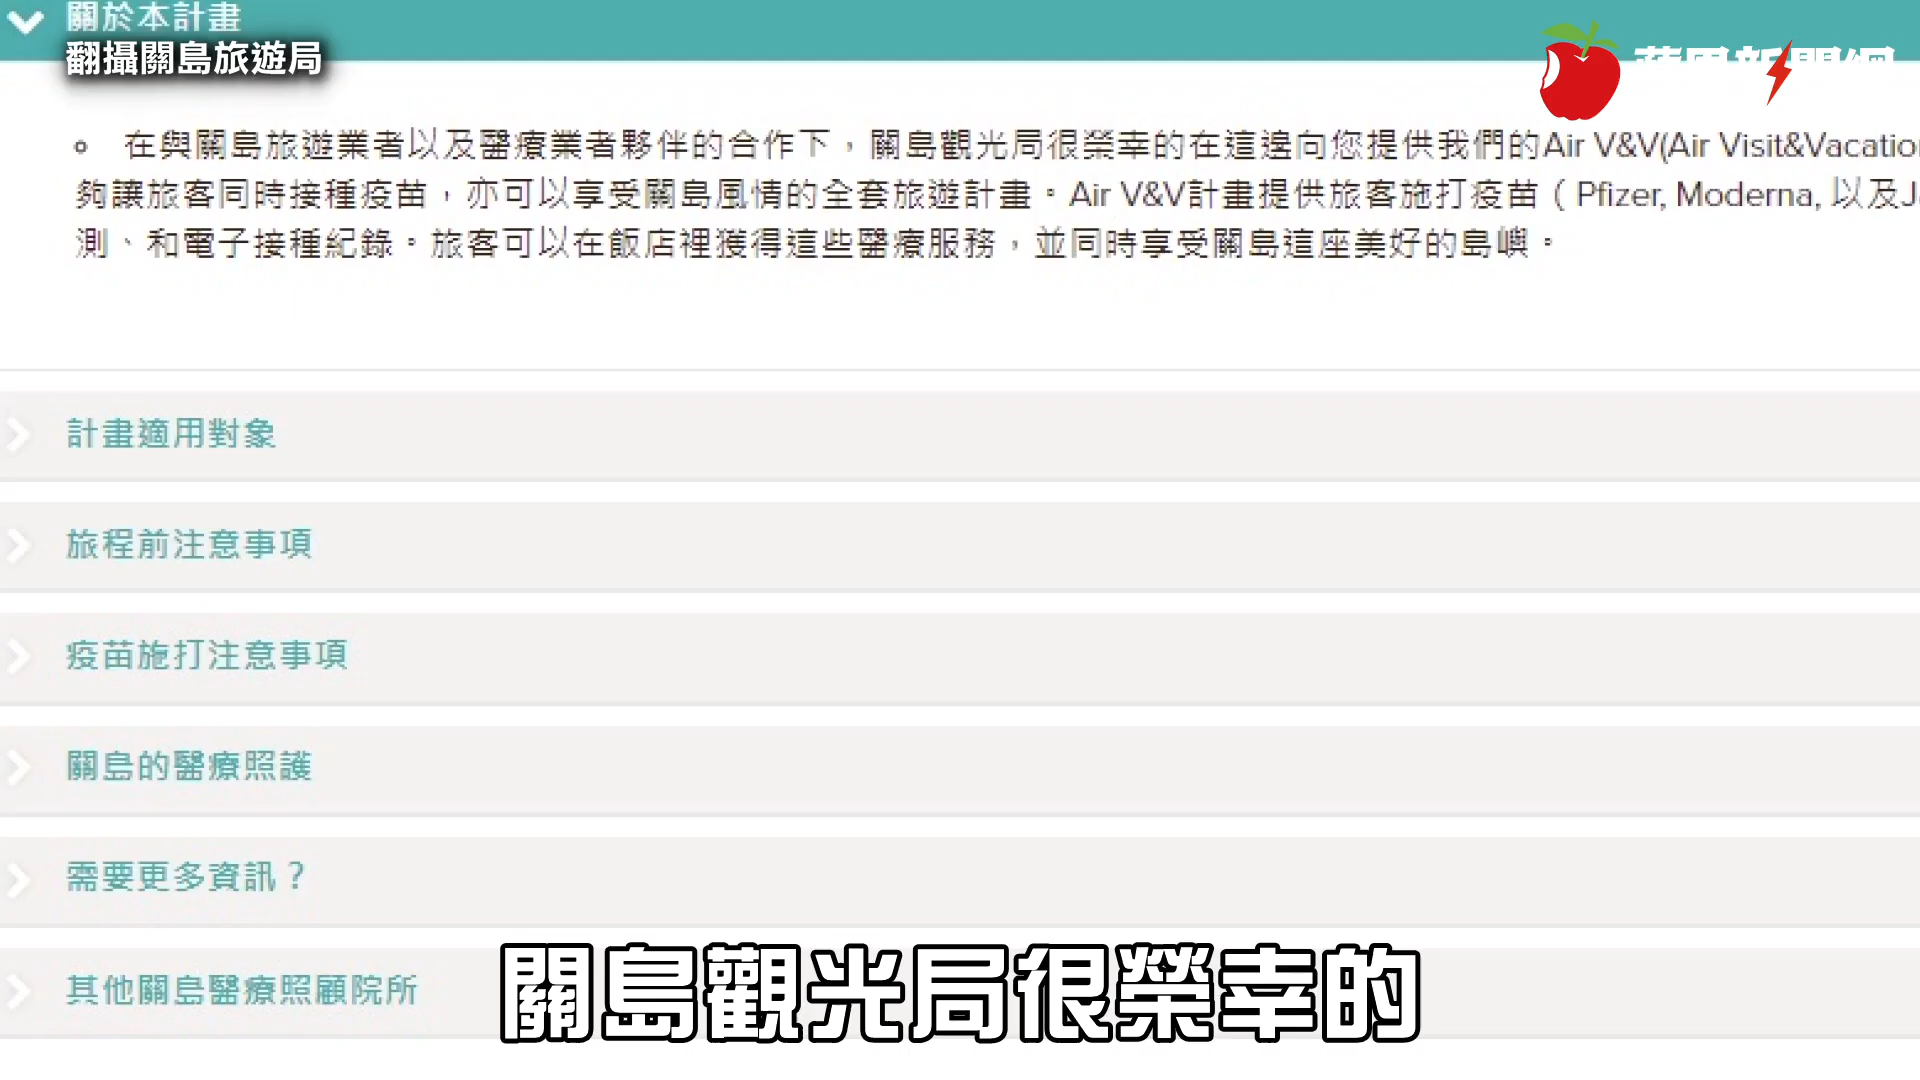 關於本計畫
翻攝關島旅遊局
蘋果新聞網
在與關島旅遊業者以及醫療業者夥伴的合作下，關島觀光局很榮幸的在這邊向您提供我們的Air V&V(Air Visit&Vacation
夠讓旅客同時接種疫苗，亦可以享受關島風情的全套旅遊計畫。Air V&V計畫提供旅客施打疫苗（Pfizer, Moderna, 以及J
測、和電子接種紀錄。旅客可以在飯店裡獲得這些醫療服務，並同時享受關島這座美好的島嶼。
計畫適用對象
旅程前注意事項
疫苗施打注意事項
關島的醫療照護
需要更多資訊？
其他關島醫療照顧院所
關島觀光局很榮幸的